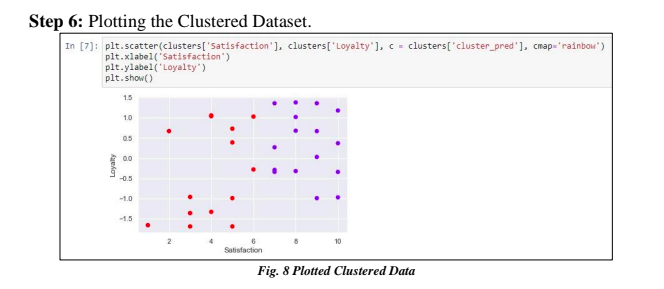 Step 6: Plotting the Clustered Dataset.
In [7]: plt.scatter(clusters['Satisfaction'], clusters['Loyalty'], c = clusters['cluster_pred'], cmap='rainbow')
plt.xlabel('Satisfaction')
plt.ylabel('Loyalty')
plt.show()
1.5
1.0
0.5
0.0
−0.5
−1.0
−1.5
Loyalty
2 4 6 8 10
Satisfaction
Fig. 8 Plotted Clustered Data